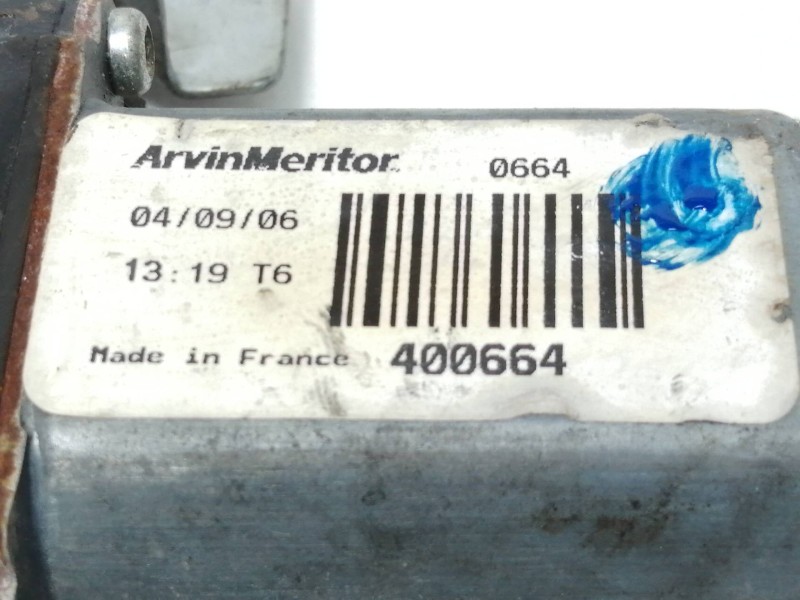 ArvinMeritor 0664
04/09/06
13:19 T6
Made in France 400664